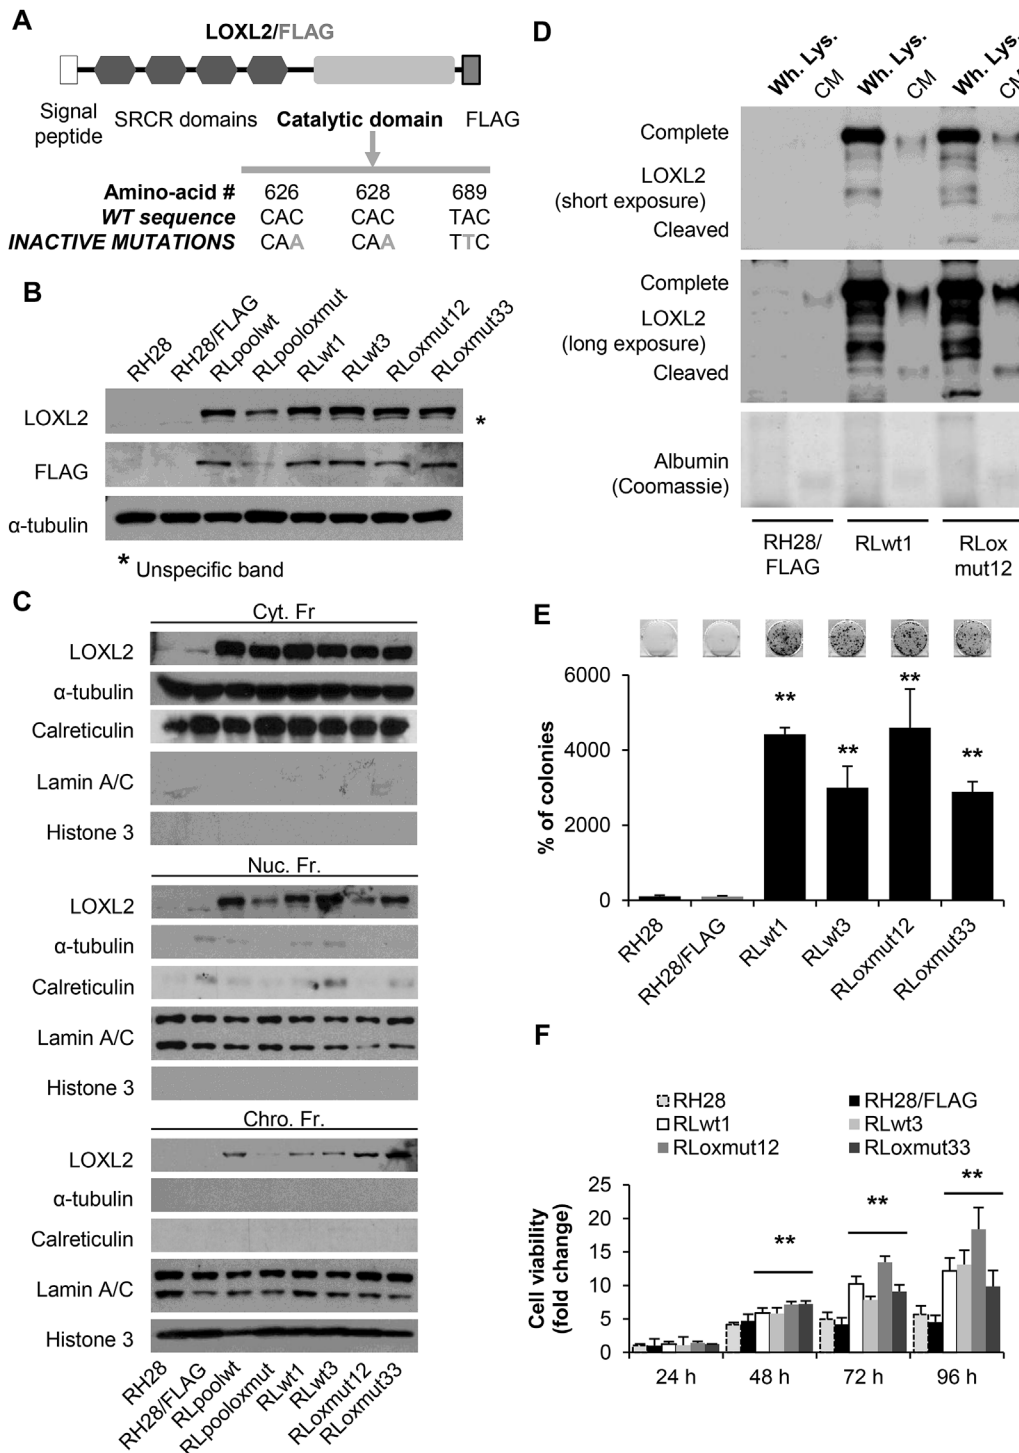 A
LOXL2/FLAG
Signal peptide
SRCR domains
Catalytic domain
FLAG
Amino-acid # 626 628 689
WT sequence CAC CAC TAC
INACTIVE MUTATIONS CAA CAA TTC
B
RH28 RH28/FLAG RLpoolwt RLpooloxmut RLwt1 RLwt3 RLoxmut12 RLoxmut33
LOXL2
*
FLAG
α-tubulin
* Unspecific band
C
Cyt. Fr
LOXL2
α-tubulin
Calreticulin
Lamin A/C
Histone 3
Nuc. Fr.
LOXL2
α-tubulin
Calreticulin
Lamin A/C
Histone 3
Chro. Fr.
LOXL2
α-tubulin
Calreticulin
Lamin A/C
Histone 3
RH28 RH28/FLAG RLpoolwt RLpooloxmut RLwt1 RLwt3 RLoxmut12 RLoxmut33
D
Wh. Lys. CM Wh. Lys. CM Wh. Lys. CM
Complete
LOXL2
(short exposure)
Cleaved
Complete
LOXL2
(long exposure)
Cleaved
Albumin
(Coomassie)
RH28/
FLAG
RLwt1
RLox
mut12
E
% of colonies
6000
4000
2000
0
** ** ** **
RH28 RH28/FLAG RLwt1 RLwt3 RLoxmut12 RLoxmut33
F
RH28 RH28/FLAG
RLwt1 RLwt3
RLoxmut12 RLoxmut33
Cell viability
(fold change)
25
20
15
10
5
0
** ** **
24 h 48 h 72 h 96 h